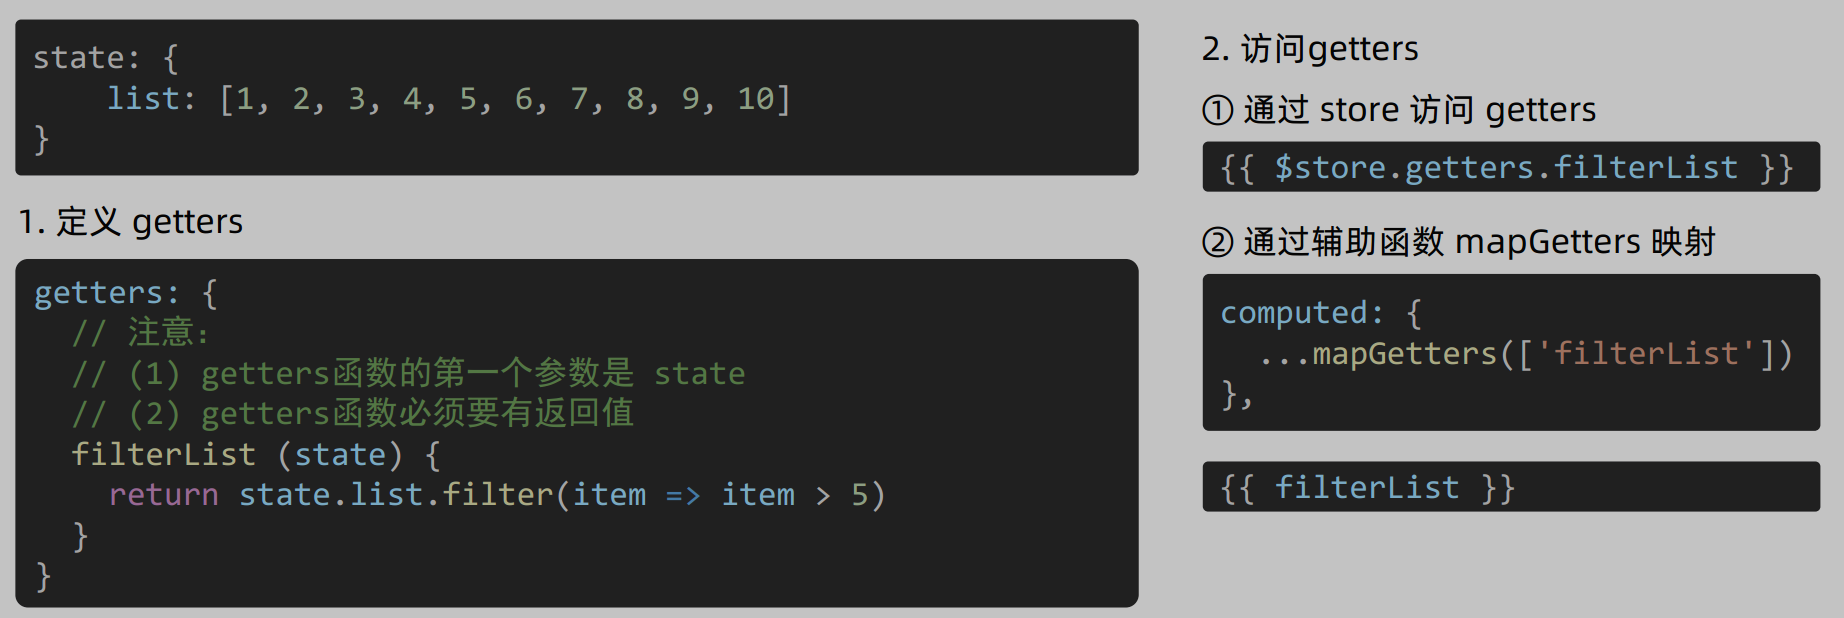 state: {
    list: [1, 2, 3, 4, 5, 6, 7, 8, 9, 10]
}
1. 定义 getters
getters: {
  // 注意：
  // (1) getters函数的第一个参数是 state
  // (2) getters函数必须要有返回值
  filterList (state) {
    return state.list.filter(item => item > 5)
  }
}
2. 访问getters
① 通过 store 访问 getters
{{ $store.getters.filterList }}
② 通过辅助函数 mapGetters 映射
computed: {
  ...mapGetters(['filterList'])
},
{{ filterList }}